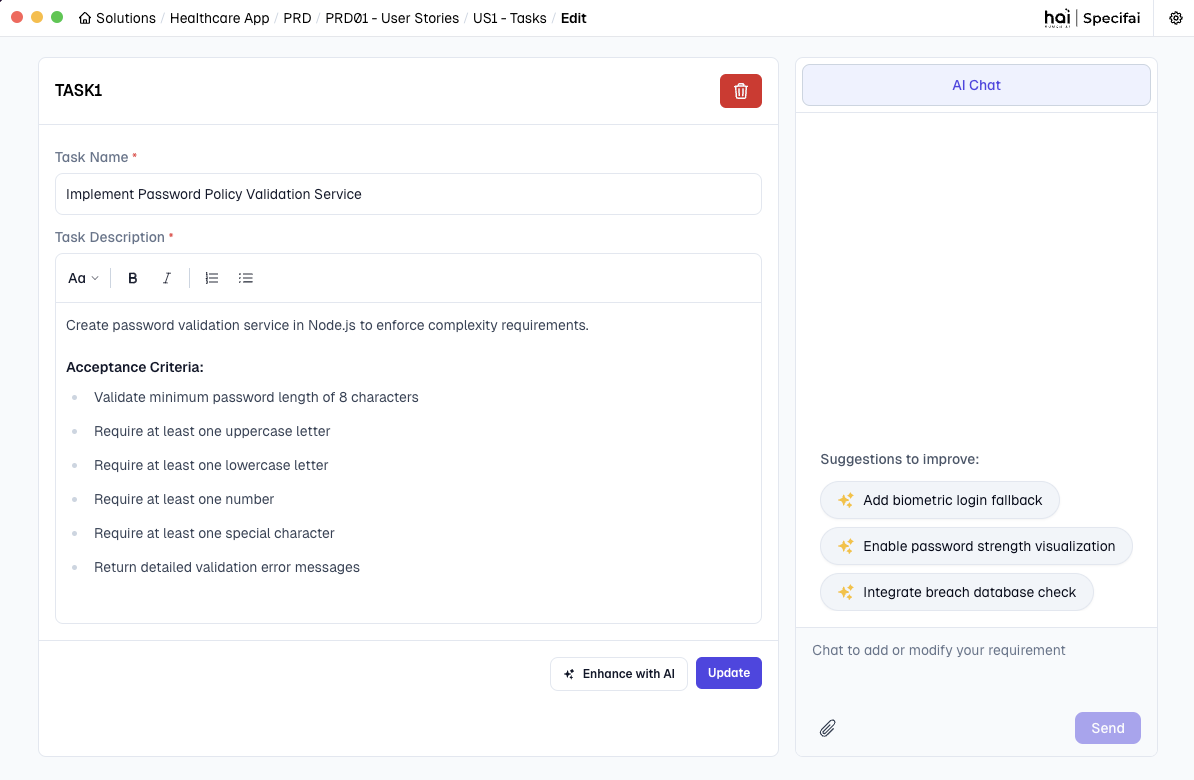 Solutions / Healthcare App / PRD / PRD01 - User Stories / US1 - Tasks / Edit
hai | Specifai
TASK1
Task Name *
Implement Password Policy Validation Service
Task Description *
Aa B I
Create password validation service in Node.js to enforce complexity requirements.
Acceptance Criteria:
Validate minimum password length of 8 characters
Require at least one uppercase letter
Require at least one lowercase letter
Require at least one number
Require at least one special character
Return detailed validation error messages
Enhance with AI
Update
AI Chat
Suggestions to improve:
Add biometric login fallback
Enable password strength visualization
Integrate breach database check
Chat to add or modify your requirement
Send